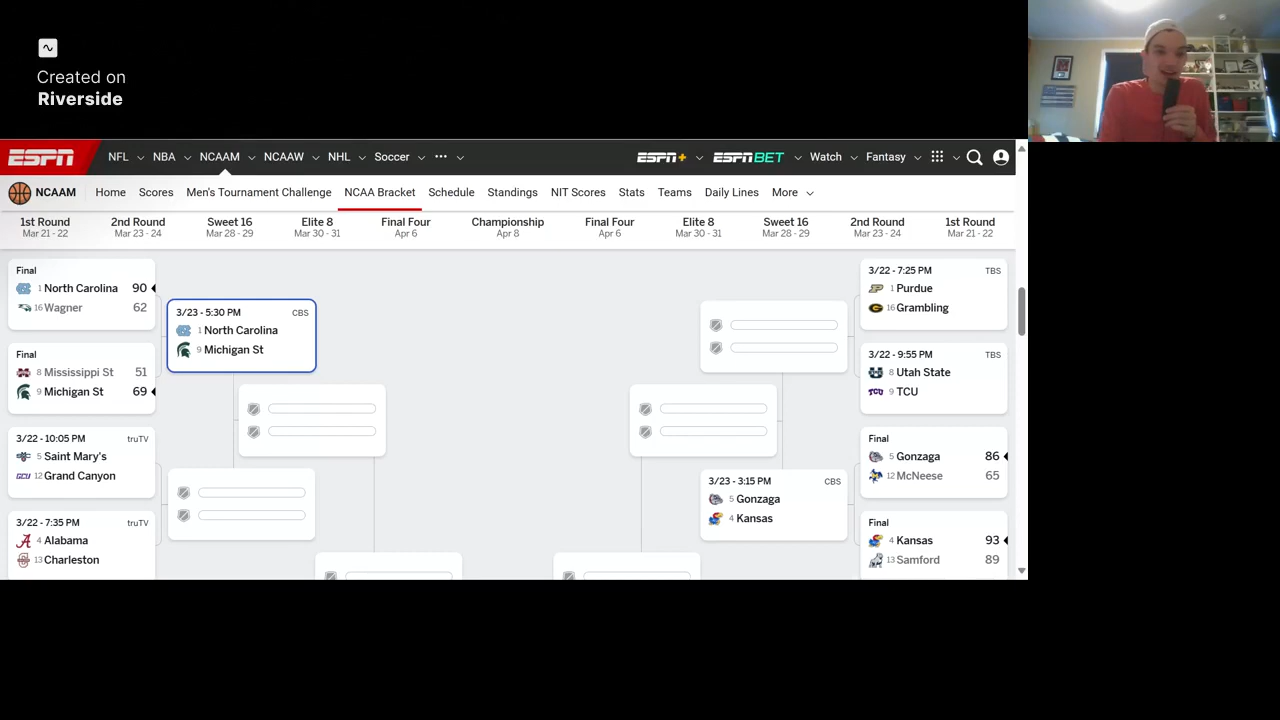 Created on
Riverside
ESPN
NFL
NBA
NCAAM
NCAAW
NHL
Soccer
•••
ESPN+
ESPN BET
Watch
Fantasy
NCAAM
Home
Scores
Men's Tournament Challenge
NCAA Bracket
Schedule
Standings
NIT Scores
Stats
Teams
Daily Lines
More
1st Round
Mar 21 - 22
2nd Round
Mar 23 - 24
Sweet 16
Mar 28 - 29
Elite 8
Mar 30 - 31
Final Four
Apr 6
Championship
Apr 8
Final Four
Apr 6
Elite 8
Mar 30 - 31
Sweet 16
Mar 28 - 29
2nd Round
Mar 23 - 24
1st Round
Mar 21 - 22
Final
1 North Carolina 90
16 Wagner 62
Final
8 Mississippi St 51
9 Michigan St 69
3/22 - 10:05 PM truTV
5 Saint Mary's
GCU 12 Grand Canyon
3/22 - 7:35 PM truTV
4 Alabama
13 Charleston
3/23 - 5:30 PM CBS
1 North Carolina
9 Michigan St
3/23 - 3:15 PM CBS
5 Gonzaga
4 Kansas
3/22 - 7:25 PM TBS
1 Purdue
16 Grambling
3/22 - 9:55 PM TBS
8 Utah State
TCU 9 TCU
Final
5 Gonzaga 86
12 McNeese 65
Final
4 Kansas 93
13 Samford 89